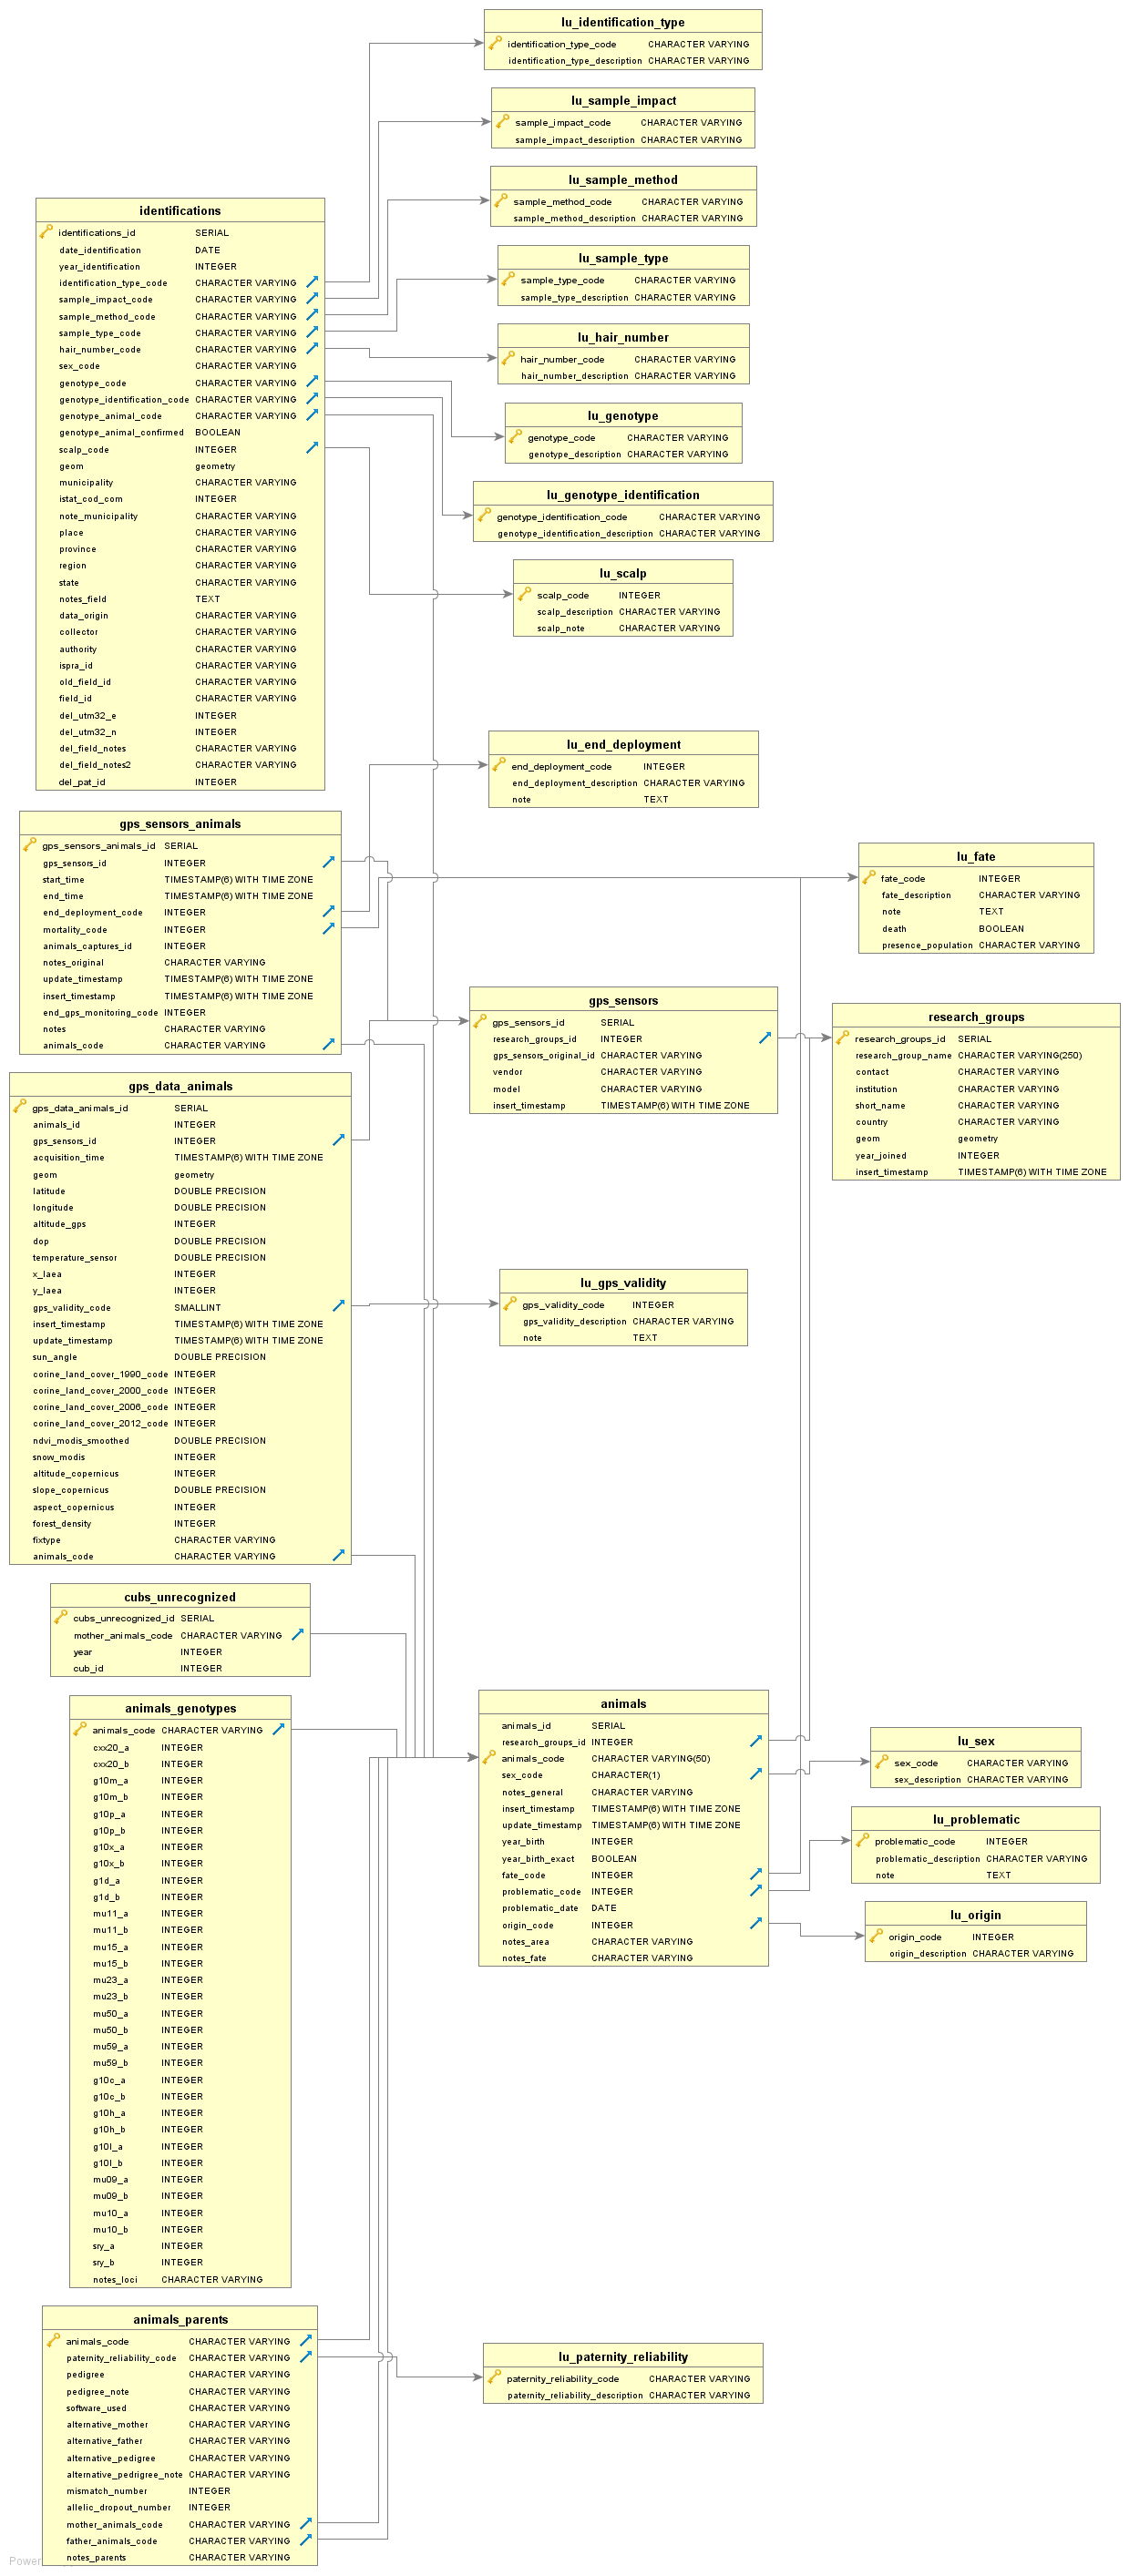 lu_identification_type
identification_type_code CHARACTER VARYING
identification_type_description CHARACTER VARYING
lu_sample_impact
sample_impact_code CHARACTER VARYING
sample_impact_description CHARACTER VARYING
lu_sample_method
sample_method_code CHARACTER VARYING
sample_method_description CHARACTER VARYING
lu_sample_type
sample_type_code CHARACTER VARYING
sample_type_description CHARACTER VARYING
lu_hair_number
hair_number_code CHARACTER VARYING
hair_number_description CHARACTER VARYING
lu_genotype
genotype_code CHARACTER VARYING
genotype_description CHARACTER VARYING
lu_genotype_identification
genotype_identification_code CHARACTER VARYING
genotype_identification_description CHARACTER VARYING
lu_scalp
scalp_code INTEGER
scalp_description CHARACTER VARYING
scalp_note CHARACTER VARYING
identifications
identifications_id SERIAL
date_identification DATE
year_identification INTEGER
identification_type_code CHARACTER VARYING
sample_impact_code CHARACTER VARYING
sample_method_code CHARACTER VARYING
sample_type_code CHARACTER VARYING
hair_number_code CHARACTER VARYING
sex_code CHARACTER VARYING
genotype_code CHARACTER VARYING
genotype_identification_code CHARACTER VARYING
genotype_animal_code CHARACTER VARYING
genotype_animal_confirmed BOOLEAN
scalp_code INTEGER
geom geometry
municipality CHARACTER VARYING
istat_cod_com INTEGER
note_municipality CHARACTER VARYING
place CHARACTER VARYING
province CHARACTER VARYING
region CHARACTER VARYING
state CHARACTER VARYING
notes_field TEXT
data_origin CHARACTER VARYING
collector CHARACTER VARYING
authority CHARACTER VARYING
ispra_id CHARACTER VARYING
old_field_id CHARACTER VARYING
field_id CHARACTER VARYING
del_utm32_e INTEGER
del_utm32_n INTEGER
del_field_notes CHARACTER VARYING
del_field_notes2 CHARACTER VARYING
del_pat_id INTEGER
lu_end_deployment
end_deployment_code INTEGER
end_deployment_description CHARACTER VARYING
note TEXT
gps_sensors_animals
gps_sensors_animals_id SERIAL
gps_sensors_id INTEGER
start_time TIMESTAMP(6) WITH TIME ZONE
end_time TIMESTAMP(6) WITH TIME ZONE
end_deployment_code INTEGER
mortality_code INTEGER
animals_captures_id INTEGER
notes_original CHARACTER VARYING
update_timestamp TIMESTAMP(6) WITH TIME ZONE
insert_timestamp TIMESTAMP(6) WITH TIME ZONE
end_gps_monitoring_code INTEGER
notes CHARACTER VARYING
animals_code CHARACTER VARYING
lu_fate
fate_code INTEGER
fate_description CHARACTER VARYING
note TEXT
death BOOLEAN
presence_population CHARACTER VARYING
gps_sensors
gps_sensors_id SERIAL
research_groups_id INTEGER
gps_sensors_original_id CHARACTER VARYING
vendor CHARACTER VARYING
model CHARACTER VARYING
insert_timestamp TIMESTAMP(6) WITH TIME ZONE
research_groups
research_groups_id SERIAL
research_group_name CHARACTER VARYING(250)
contact CHARACTER VARYING
institution CHARACTER VARYING
short_name CHARACTER VARYING
country CHARACTER VARYING
geom geometry
year_joined INTEGER
insert_timestamp TIMESTAMP(6) WITH TIME ZONE
gps_data_animals
gps_data_animals_id SERIAL
animals_id INTEGER
gps_sensors_id INTEGER
acquisition_time TIMESTAMP(6) WITH TIME ZONE
geom geometry
latitude DOUBLE PRECISION
longitude DOUBLE PRECISION
altitude_gps INTEGER
dop DOUBLE PRECISION
temperature_sensor DOUBLE PRECISION
x_laea INTEGER
y_laea INTEGER
gps_validity_code SMALLINT
insert_timestamp TIMESTAMP(6) WITH TIME ZONE
update_timestamp TIMESTAMP(6) WITH TIME ZONE
sun_angle DOUBLE PRECISION
corine_land_cover_1990_code INTEGER
corine_land_cover_2000_code INTEGER
corine_land_cover_2006_code INTEGER
corine_land_cover_2012_code INTEGER
ndvi_modis_smoothed DOUBLE PRECISION
snow_modis INTEGER
altitude_copernicus INTEGER
slope_copernicus DOUBLE PRECISION
aspect_copernicus INTEGER
forest_density INTEGER
fixtype CHARACTER VARYING
animals_code CHARACTER VARYING
lu_gps_validity
gps_validity_code INTEGER
gps_validity_description CHARACTER VARYING
note TEXT
cubs_unrecognized
cubs_unrecognized_id SERIAL
mother_animals_code CHARACTER VARYING
year INTEGER
cub_id INTEGER
animals_genotypes
animals_code CHARACTER VARYING
cxx20_a INTEGER
cxx20_b INTEGER
g10m_a INTEGER
g10m_b INTEGER
g10p_a INTEGER
g10p_b INTEGER
g10x_a INTEGER
g10x_b INTEGER
g1d_a INTEGER
g1d_b INTEGER
mu11_a INTEGER
mu11_b INTEGER
mu15_a INTEGER
mu15_b INTEGER
mu23_a INTEGER
mu23_b INTEGER
mu50_a INTEGER
mu50_b INTEGER
mu59_a INTEGER
mu59_b INTEGER
g10c_a INTEGER
g10c_b INTEGER
g10h_a INTEGER
g10h_b INTEGER
g10l_a INTEGER
g10l_b INTEGER
mu09_a INTEGER
mu09_b INTEGER
mu10_a INTEGER
mu10_b INTEGER
sry_a INTEGER
sry_b INTEGER
notes_loci CHARACTER VARYING
animals
animals_id SERIAL
research_groups_id INTEGER
animals_code CHARACTER VARYING(50)
sex_code CHARACTER(1)
notes_general CHARACTER VARYING
insert_timestamp TIMESTAMP(6) WITH TIME ZONE
update_timestamp TIMESTAMP(6) WITH TIME ZONE
year_birth INTEGER
year_birth_exact BOOLEAN
fate_code INTEGER
problematic_code INTEGER
problematic_date DATE
origin_code INTEGER
notes_area CHARACTER VARYING
notes_fate CHARACTER VARYING
lu_sex
sex_code CHARACTER VARYING
sex_description CHARACTER VARYING
lu_problematic
problematic_code INTEGER
problematic_description CHARACTER VARYING
note TEXT
lu_origin
origin_code INTEGER
origin_description CHARACTER VARYING
animals_parents
animals_code CHARACTER VARYING
paternity_reliability_code CHARACTER VARYING
pedigree CHARACTER VARYING
pedigree_note CHARACTER VARYING
software_used CHARACTER VARYING
alternative_mother CHARACTER VARYING
alternative_father CHARACTER VARYING
alternative_pedigree CHARACTER VARYING
alternative_pedrigree_note CHARACTER VARYING
mismatch_number INTEGER
allelic_dropout_number INTEGER
mother_animals_code CHARACTER VARYING
father_animals_code CHARACTER VARYING
notes_parents CHARACTER VARYING
lu_paternity_reliability
paternity_reliability_code CHARACTER VARYING
paternity_reliability_description CHARACTER VARYING